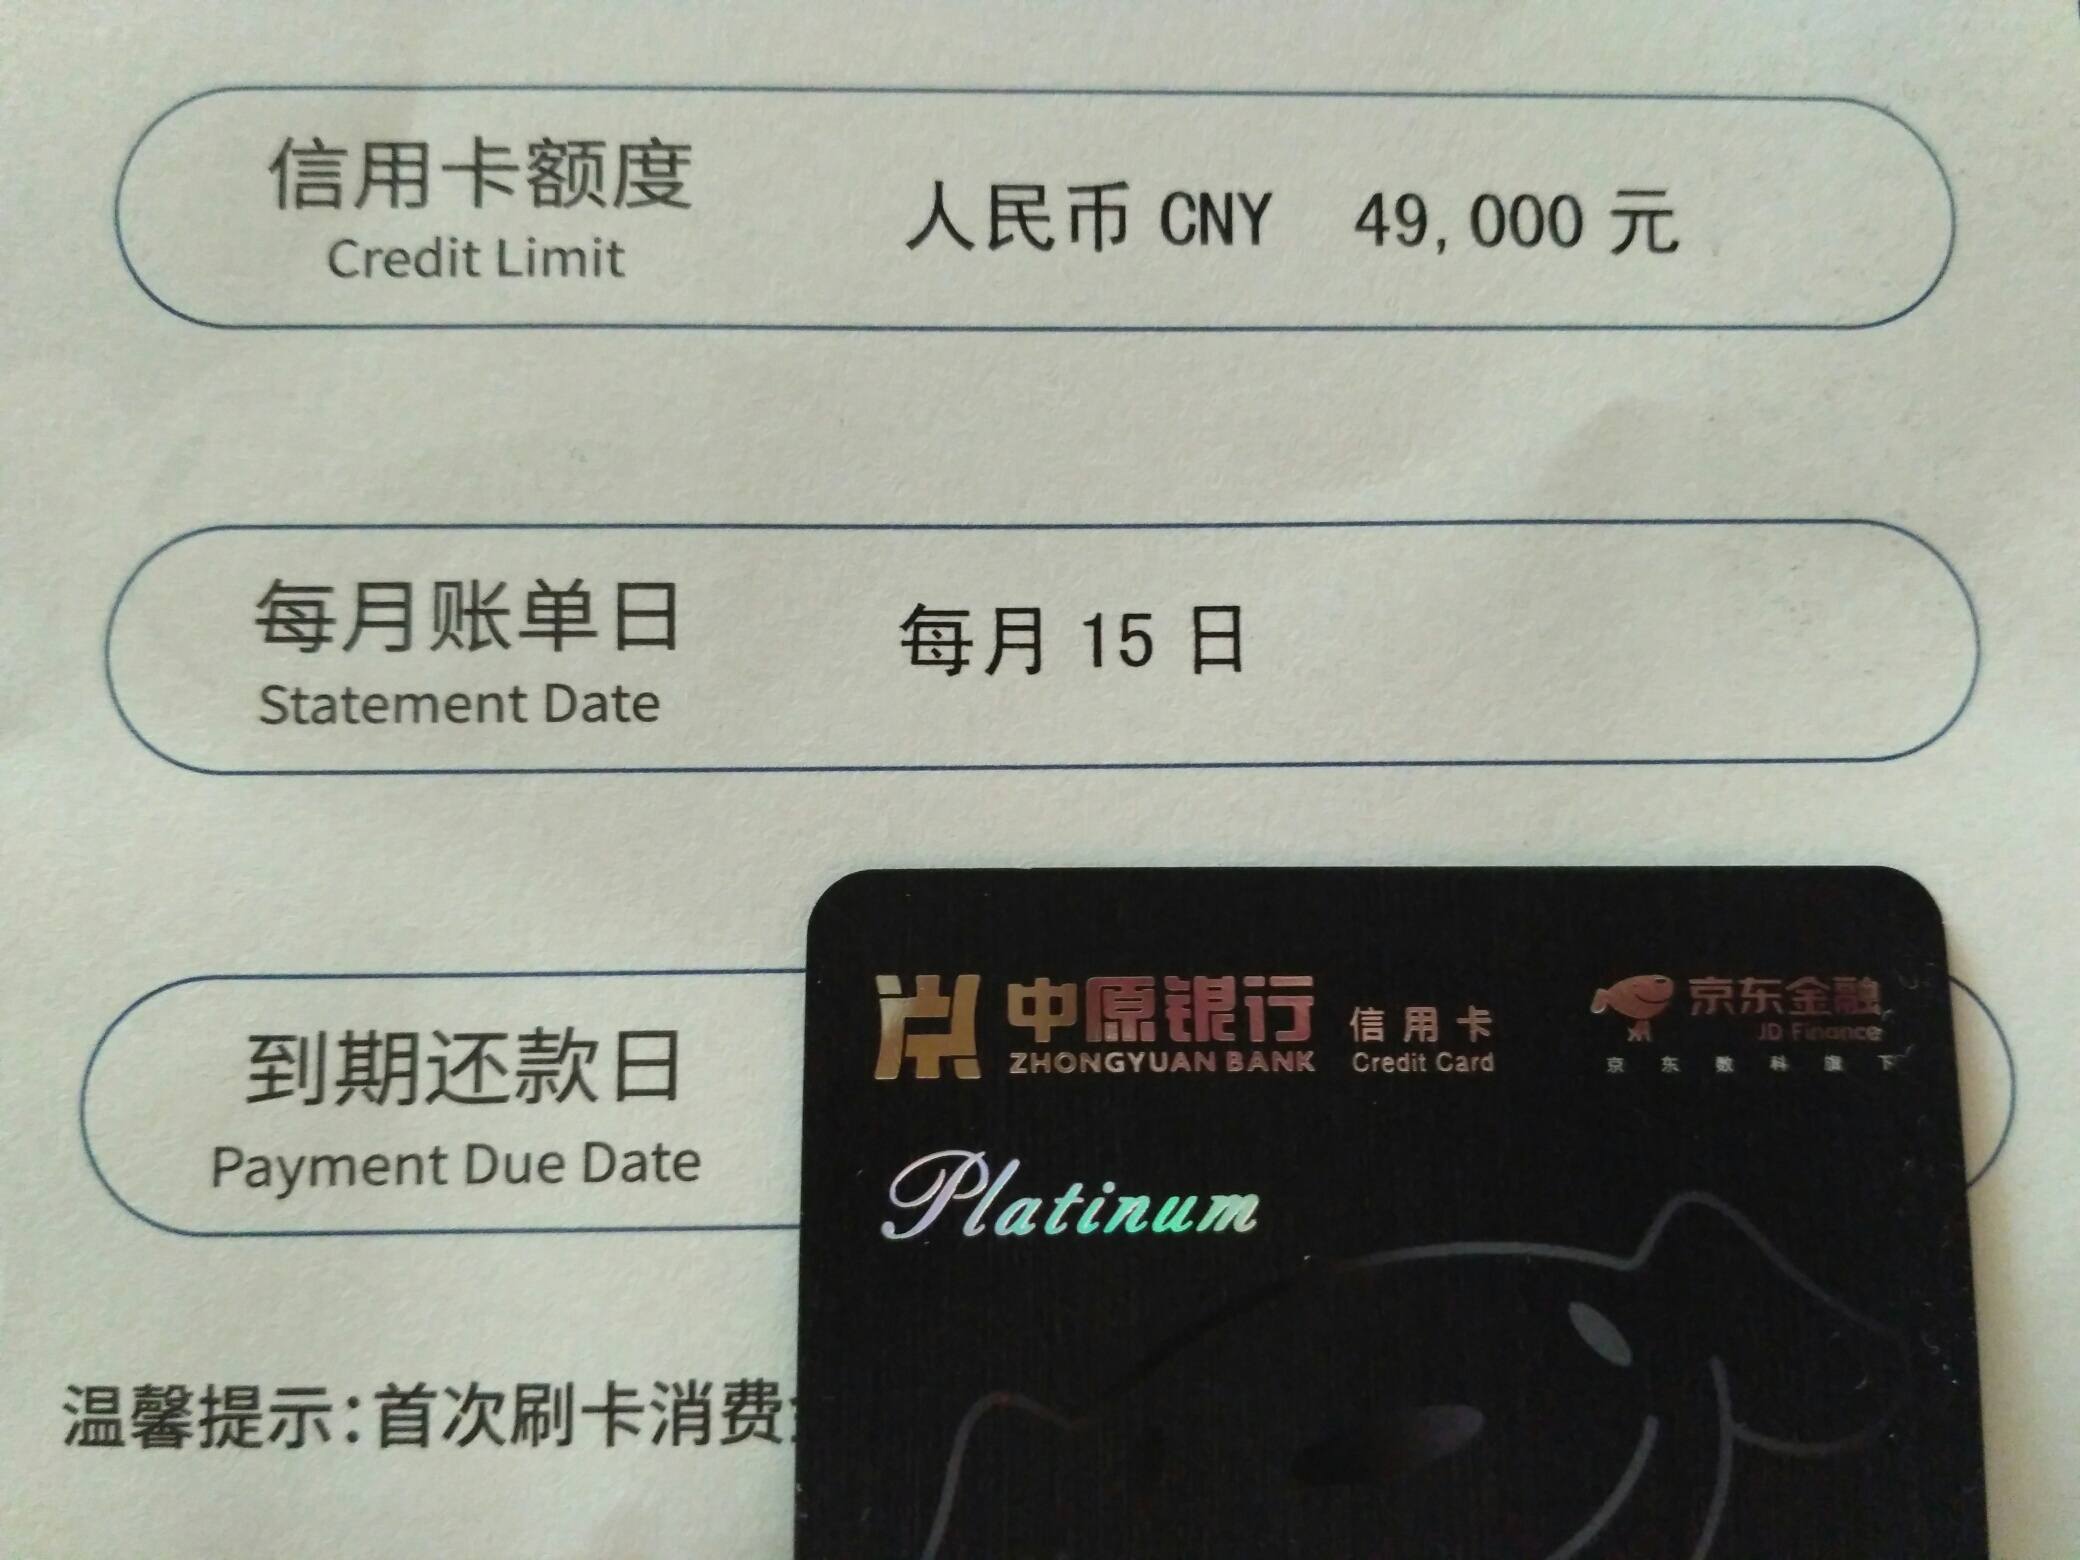 信用卡额度
Credit Limit
人民币 CNY 49,000 元
每月账单日
Statement Date
每月 15 日
到期还款日
Payment Due Date
中原银行
ZHONGYUAN BANK
信用卡
Credit Card
京东金融
JD Finance
京东数科旗下
Platinum
温馨提示:首次刷卡消费